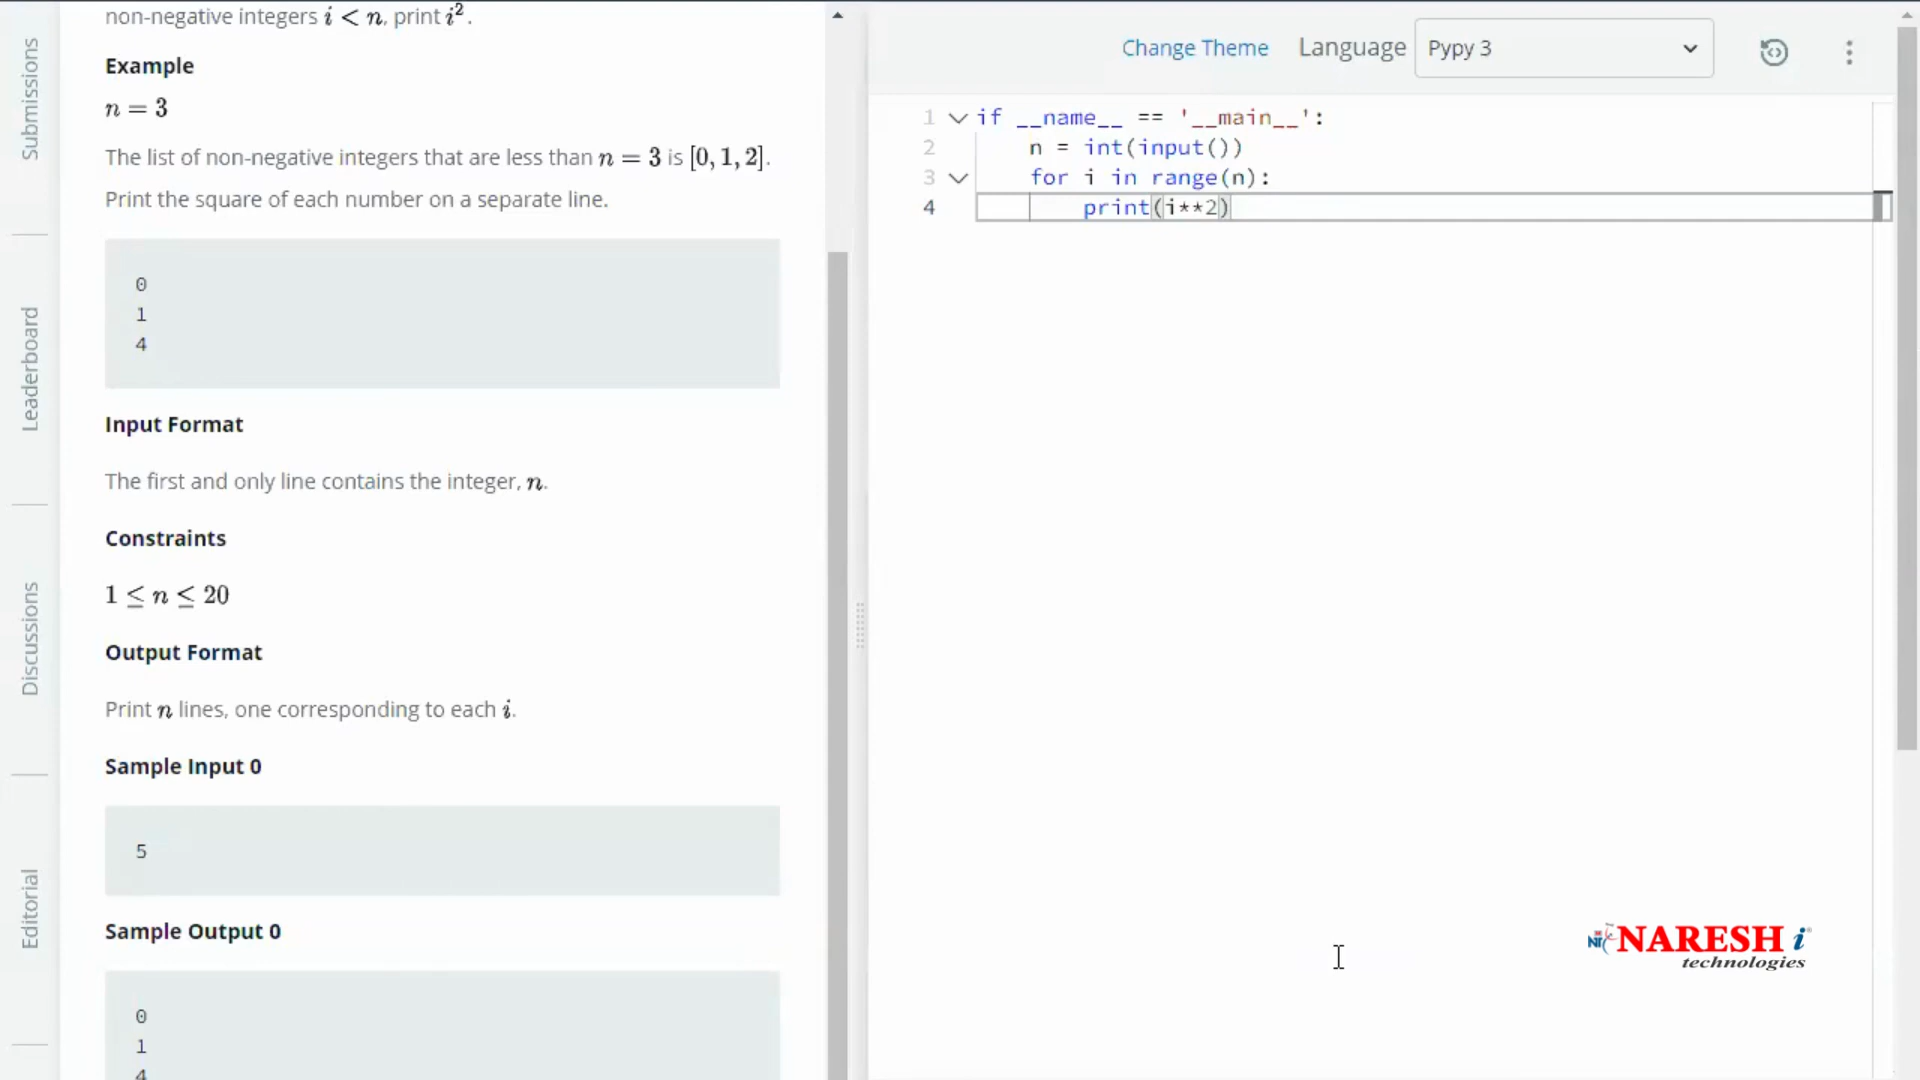 non-negative integers i < n, print i².
Example
n = 3
The list of non-negative integers that are less than n = 3 is [0, 1, 2].
Print the square of each number on a separate line.
0
1
4
Input Format
The first and only line contains the integer, n.
Constraints
1 ≤ n ≤ 20
Output Format
Print n lines, one corresponding to each i.
Sample Input 0
5
Sample Output 0
0
1
4
Submissions
Leaderboard
Discussions
Editorial
Change Theme Language Pypy 3
1 if __name__ == '__main__':
2     n = int(input())
3     for i in range(n):
4         print(i**2)
NARESH i
technologies